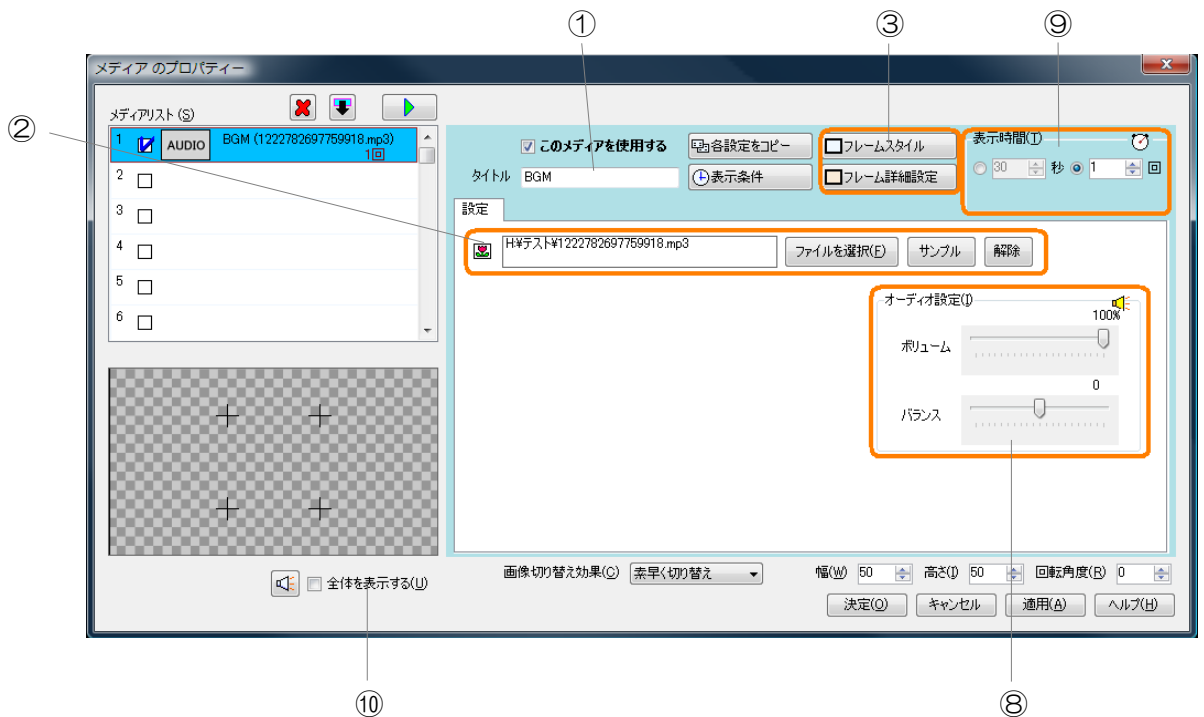 ① ③ ⑨
メディア のプロパティー
②
メディアリスト (S)
1 AUDIO BGM (1222782697759918.mp3)
1回
2
3
4
5
6
このメディアを使用する 各設定をコピー フレームスタイル 表示時間(T)
30 秒 1 回
タイトル BGM 表示条件 フレーム詳細設定
設定
H:¥テスト¥1222782697759918.mp3 ファイルを選択(F) サンプル 解除
オーディオ設定(I)
100%
ボリューム
0
バランス
全体を表示する(U)
画像切り替え効果(C) 素早く切り替え 幅(W) 50 高さ(I) 50 回転角度(R) 0
決定(O) キャンセル 適用(A) ヘルプ(H)
⑩ ⑧